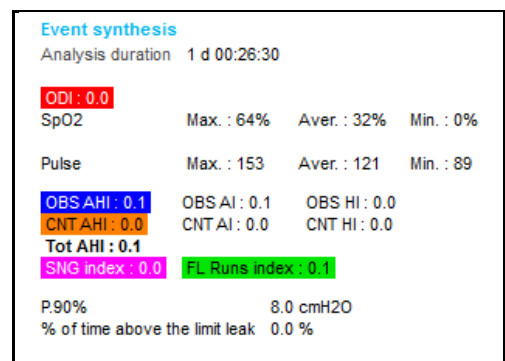 Event synthesis
Analysis duration 1 d 00:26:30
ODI : 0.0
SpO2 Max. : 64% Aver. : 32% Min. : 0%
Pulse Max. : 153 Aver. : 121 Min. : 89
OBS AHI : 0.1 OBS AI : 0.1 OBS HI : 0.0
CNT AHI : 0.0 CNT AI : 0.0 CNT HI : 0.0
Tot AHI : 0.1
SNG index : 0.0 FL Runs index : 0.1
P.90% 8.0 cmH2O
% of time above the limit leak 0.0 %